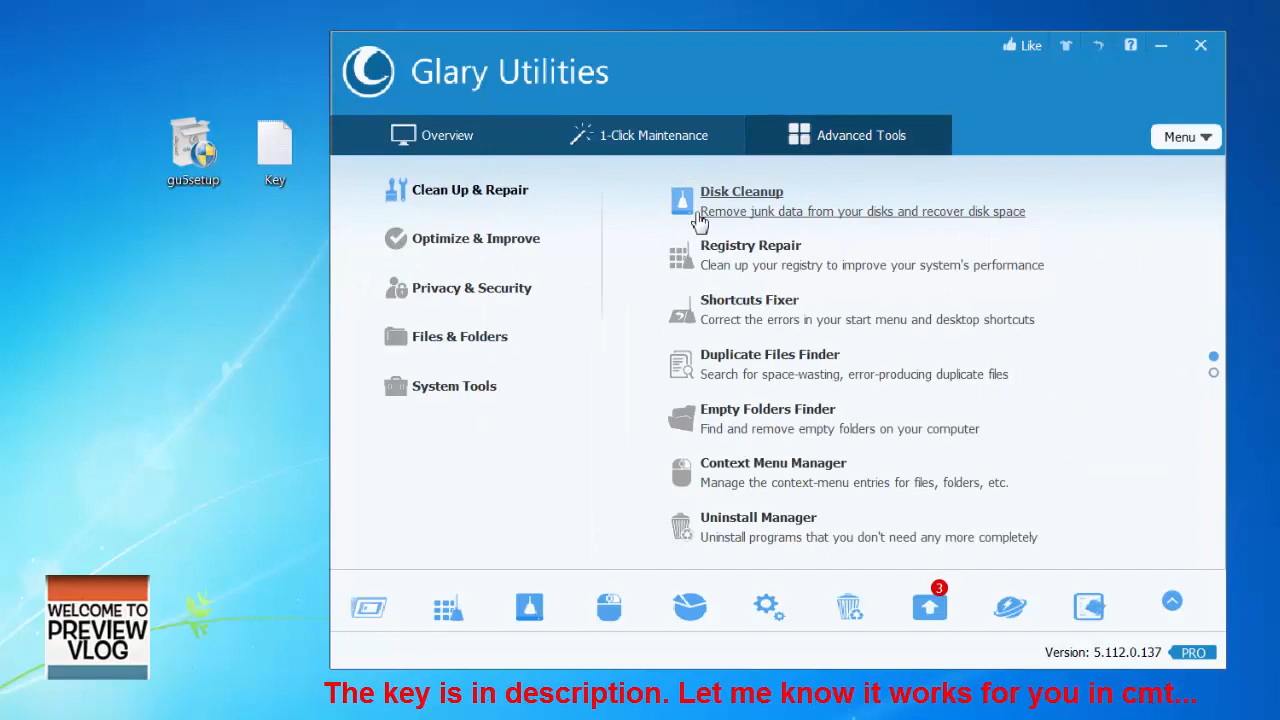 Like
Glary Utilities
Overview
1-Click Maintenance
Advanced Tools
Menu
gu5setup
Key
Clean Up & Repair
Optimize & Improve
Privacy & Security
Files & Folders
System Tools
Disk Cleanup
Remove junk data from your disks and recover disk space
Registry Repair
Clean up your registry to improve your system's performance
Shortcuts Fixer
Correct the errors in your start menu and desktop shortcuts
Duplicate Files Finder
Search for space-wasting, error-producing duplicate files
Empty Folders Finder
Find and remove empty folders on your computer
Context Menu Manager
Manage the context-menu entries for files, folders, etc.
Uninstall Manager
Uninstall programs that you don't need any more completely
3
WELCOME TO
PREVIEW
VLOG
Version: 5.112.0.137 PRO
The key is in description. Let me know it works for you in cmt...